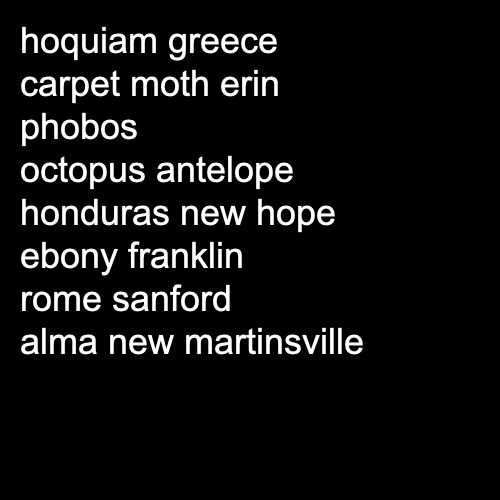 hoquiam greece
carpet moth erin
phobos
octopus antelope
honduras new hope
ebony franklin
rome sanford
alma new martinsville